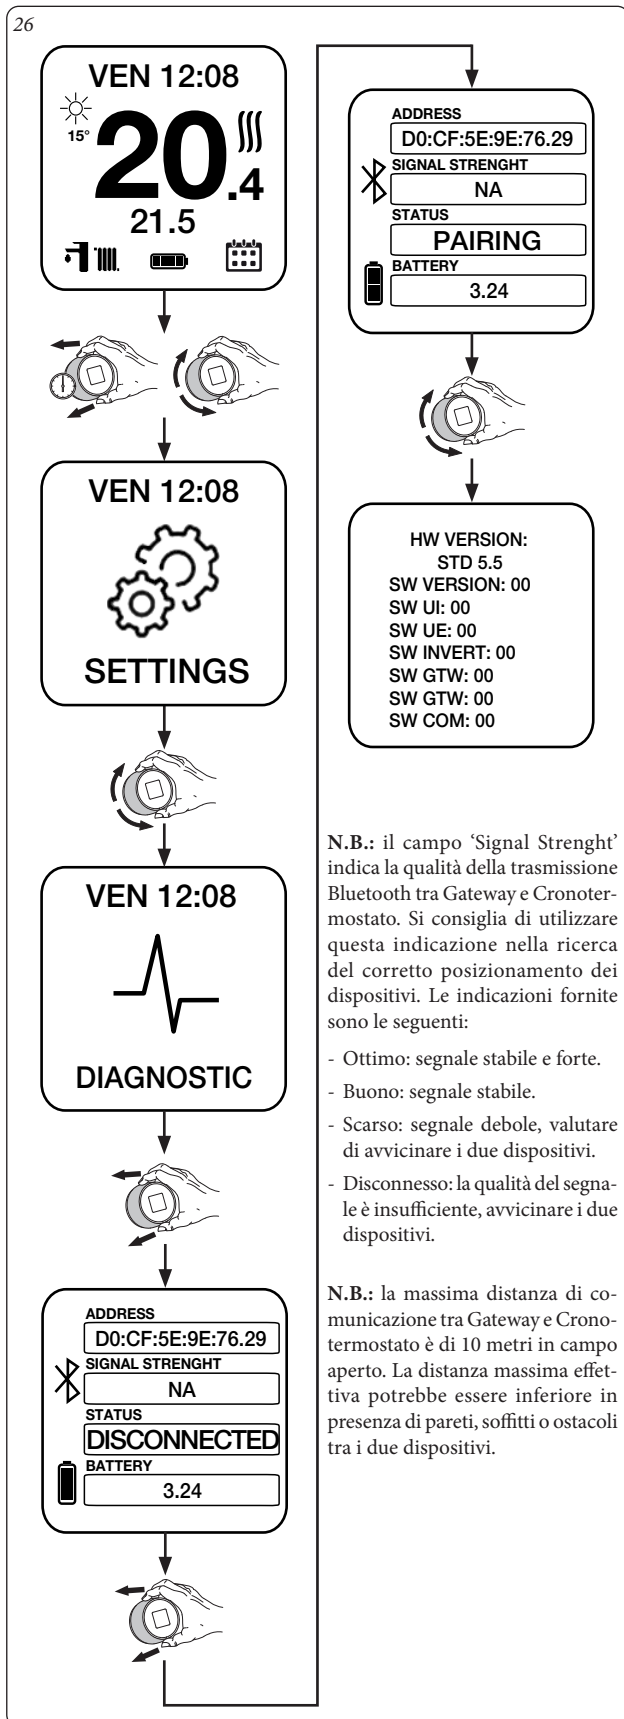 26
VEN 12:08
15°
20.4
21.5
VEN 12:08
SETTINGS
VEN 12:08
DIAGNOSTIC
ADDRESS
D0:CF:5E:9E:76.29
SIGNAL STRENGHT
NA
STATUS
DISCONNECTED
BATTERY
3.24
ADDRESS
D0:CF:5E:9E:76.29
SIGNAL STRENGHT
NA
STATUS
PAIRING
BATTERY
3.24
HW VERSION:
STD 5.5
SW VERSION: 00
SW UI: 00
SW UE: 00
SW INVERT: 00
SW GTW: 00
SW GTW: 00
SW COM: 00
N.B.: il campo ‘Signal Strenght’
indica la qualità della trasmissione
Bluetooth tra Gateway e Cronoter-
mostato. Si consiglia di utilizzare
questa indicazione nella ricerca
del corretto posizionamento dei
dispositivi. Le indicazioni fornite
sono le seguenti:
- Ottimo: segnale stabile e forte.
- Buono: segnale stabile.
- Scarso: segnale debole, valutare
di avvicinare i due dispositivi.
- Disconnesso: la qualità del segna-
le è insufficiente, avvicinare i due
dispositivi.
N.B.: la massima distanza di co-
municazione tra Gateway e Crono-
termostato è di 10 metri in campo
aperto. La distanza massima effet-
tiva potrebbe essere inferiore in
presenza di pareti, soffitti o ostacoli
tra i due dispositivi.